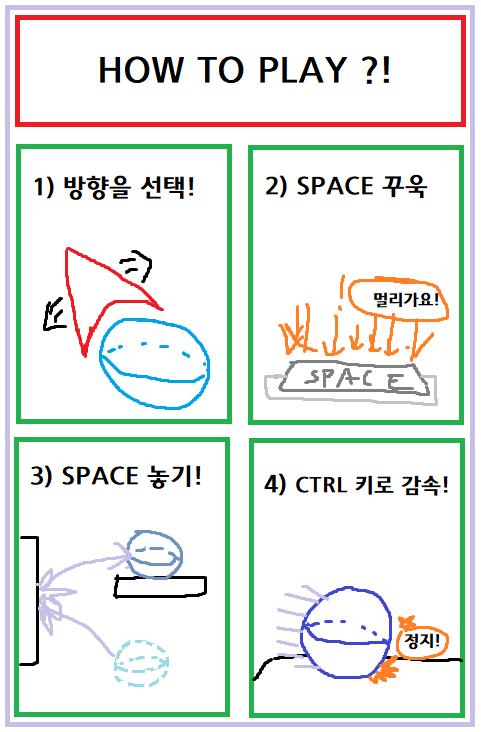 HOW TO PLAY ?!
1) 방향을 선택!
2) SPACE 꾸욱
멀리가요!
SPACE
3) SPACE 놓기!
4) CTRL 키로 감속!
정지!